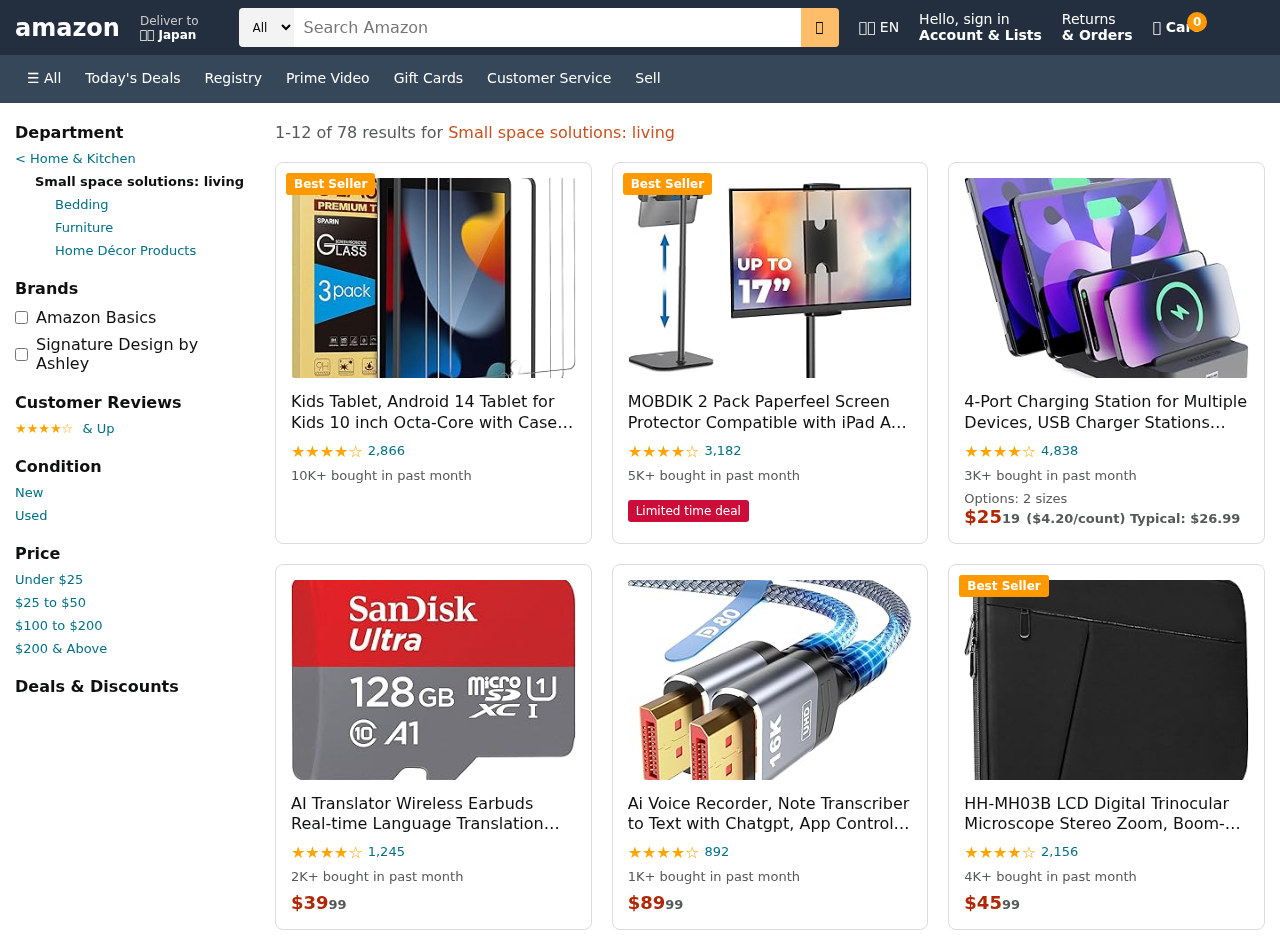 amazon
Deliver to
Japan
All
Search Amazon
EN
Hello, sign in
Account & Lists
Returns
& Orders
0
☰ All
Today's Deals
Registry
Prime Video
Gift Cards
Customer Service
Sell
Department
< Home & Kitchen
Small space solutions: living
Bedding
Furniture
Home Décor Products
Brands
Amazon Basics
Signature Design by
Ashley
Customer Reviews
★★★★☆ & Up
Condition
New
Used
Price
Under $25
$25 to $50
$100 to $200
$200 & Above
Deals & Discounts
1-12 of 78 results for Small space solutions: living
Best Seller
PREMIUM
SPARIN
GLASS
SCREEN PROTECTOR
3pack
Kids Tablet, Android 14 Tablet for
Kids 10 inch Octa-Core with Case…
★★★★☆ 2,866
10K+ bought in past month
Best Seller
UP TO
17”
MOBDIK 2 Pack Paperfeel Screen
Protector Compatible with iPad A…
★★★★☆ 3,182
5K+ bought in past month
Limited time deal
4-Port Charging Station for Multiple
Devices, USB Charger Stations…
★★★★☆ 4,838
3K+ bought in past month
Options: 2 sizes
$25 19 ($4.20/count) Typical: $26.99
SanDisk
Ultra
128 GB
micro SD XC I U1
10 A1
AI Translator Wireless Earbuds
Real-time Language Translation…
★★★★☆ 1,245
2K+ bought in past month
$39 99
80
16K
UHD
Ai Voice Recorder, Note Transcriber
to Text with Chatgpt, App Control…
★★★★☆ 892
1K+ bought in past month
$89 99
Best Seller
HH-MH03B LCD Digital Trinocular
Microscope Stereo Zoom, Boom-…
★★★★☆ 2,156
4K+ bought in past month
$45 99